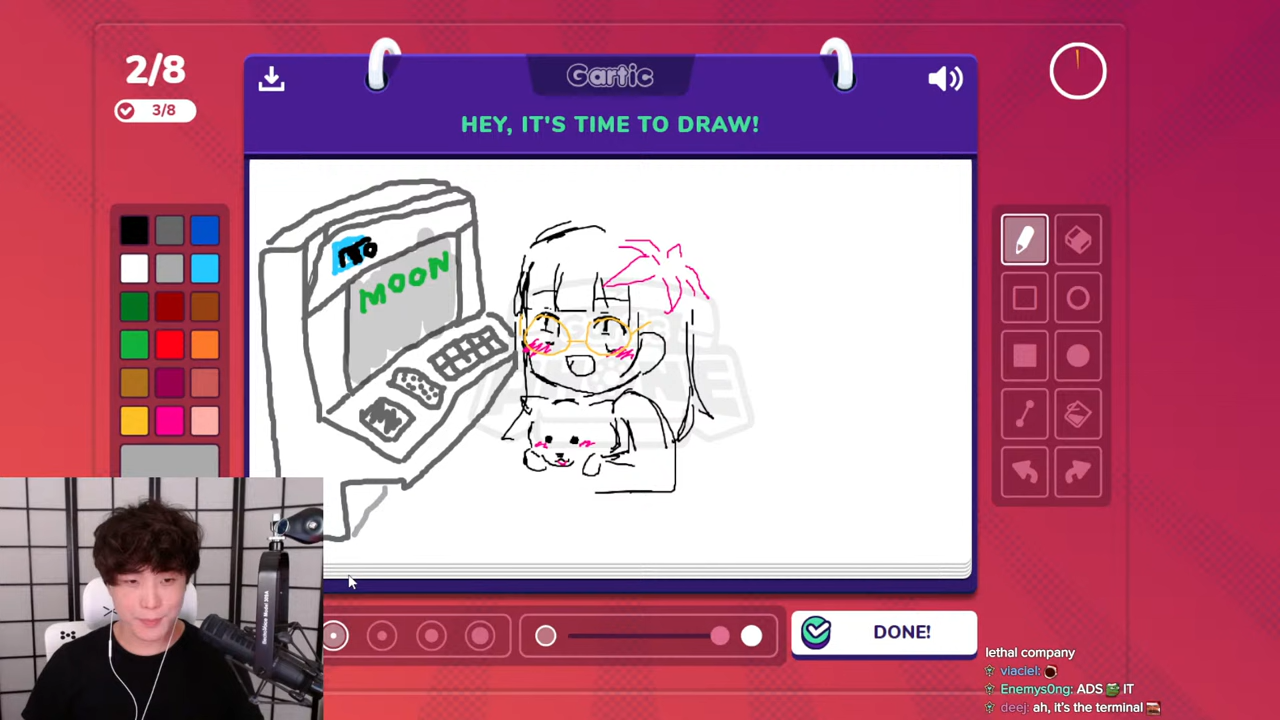 2/8
3/8
Gartic
HEY, IT'S TIME TO DRAW!
MOON
DONE!
lethal company
viaciel:
Enemys0ng: ADS IT
deej: ah, it's the terminal